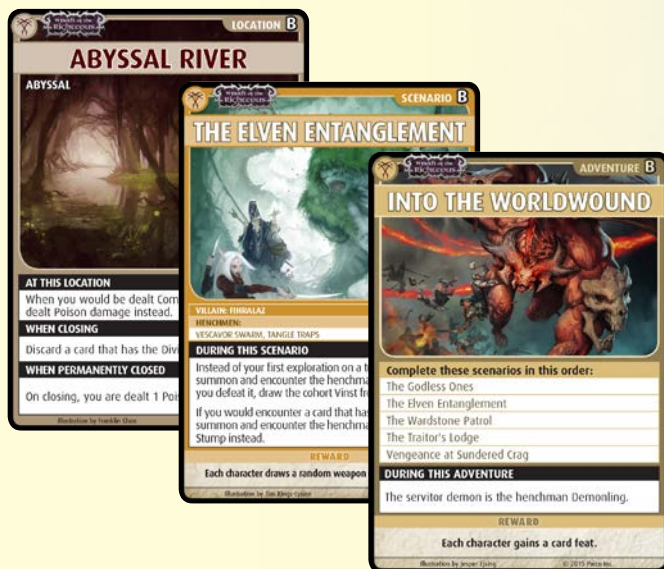 Wrath of the
Righteous
LOCATION B
ABYSSAL RIVER
ABYSSAL
AT THIS LOCATION
When you would be dealt Com
dealt Poison damage instead.
WHEN CLOSING
Discard a card that has the Divi
WHEN PERMANENTLY CLOSED
On closing, you are dealt 1 Poi
Illustration by Franklin Chan
Wrath of the
Righteous
SCENARIO B
THE ELVEN ENTANGLEMENT
VILLAIN: FIHRALAZ
HENCHMEN:
VESCAVOR SWARM, TANGLE TRAPS
DURING THIS SCENARIO
Instead of your first exploration on a t
summon and encounter the henchma
you defeat it, draw the cohort Vinst fr
If you would encounter a card that ha
summon and encounter the henchma
Stump instead.
REWARD
Each character draws a random weapon
Wrath of the
Righteous
ADVENTURE B
INTO THE WORLDWOUND
Complete these scenarios in this order:
The Godless Ones
The Elven Entanglement
The Wardstone Patrol
The Traitor's Lodge
Vengeance at Sundered Crag
DURING THIS ADVENTURE
The servitor demon is the henchman Demonling.
REWARD
Each character gains a card feat.
Illustration by Jesper Ejsing
© 2015 Paizo Inc.